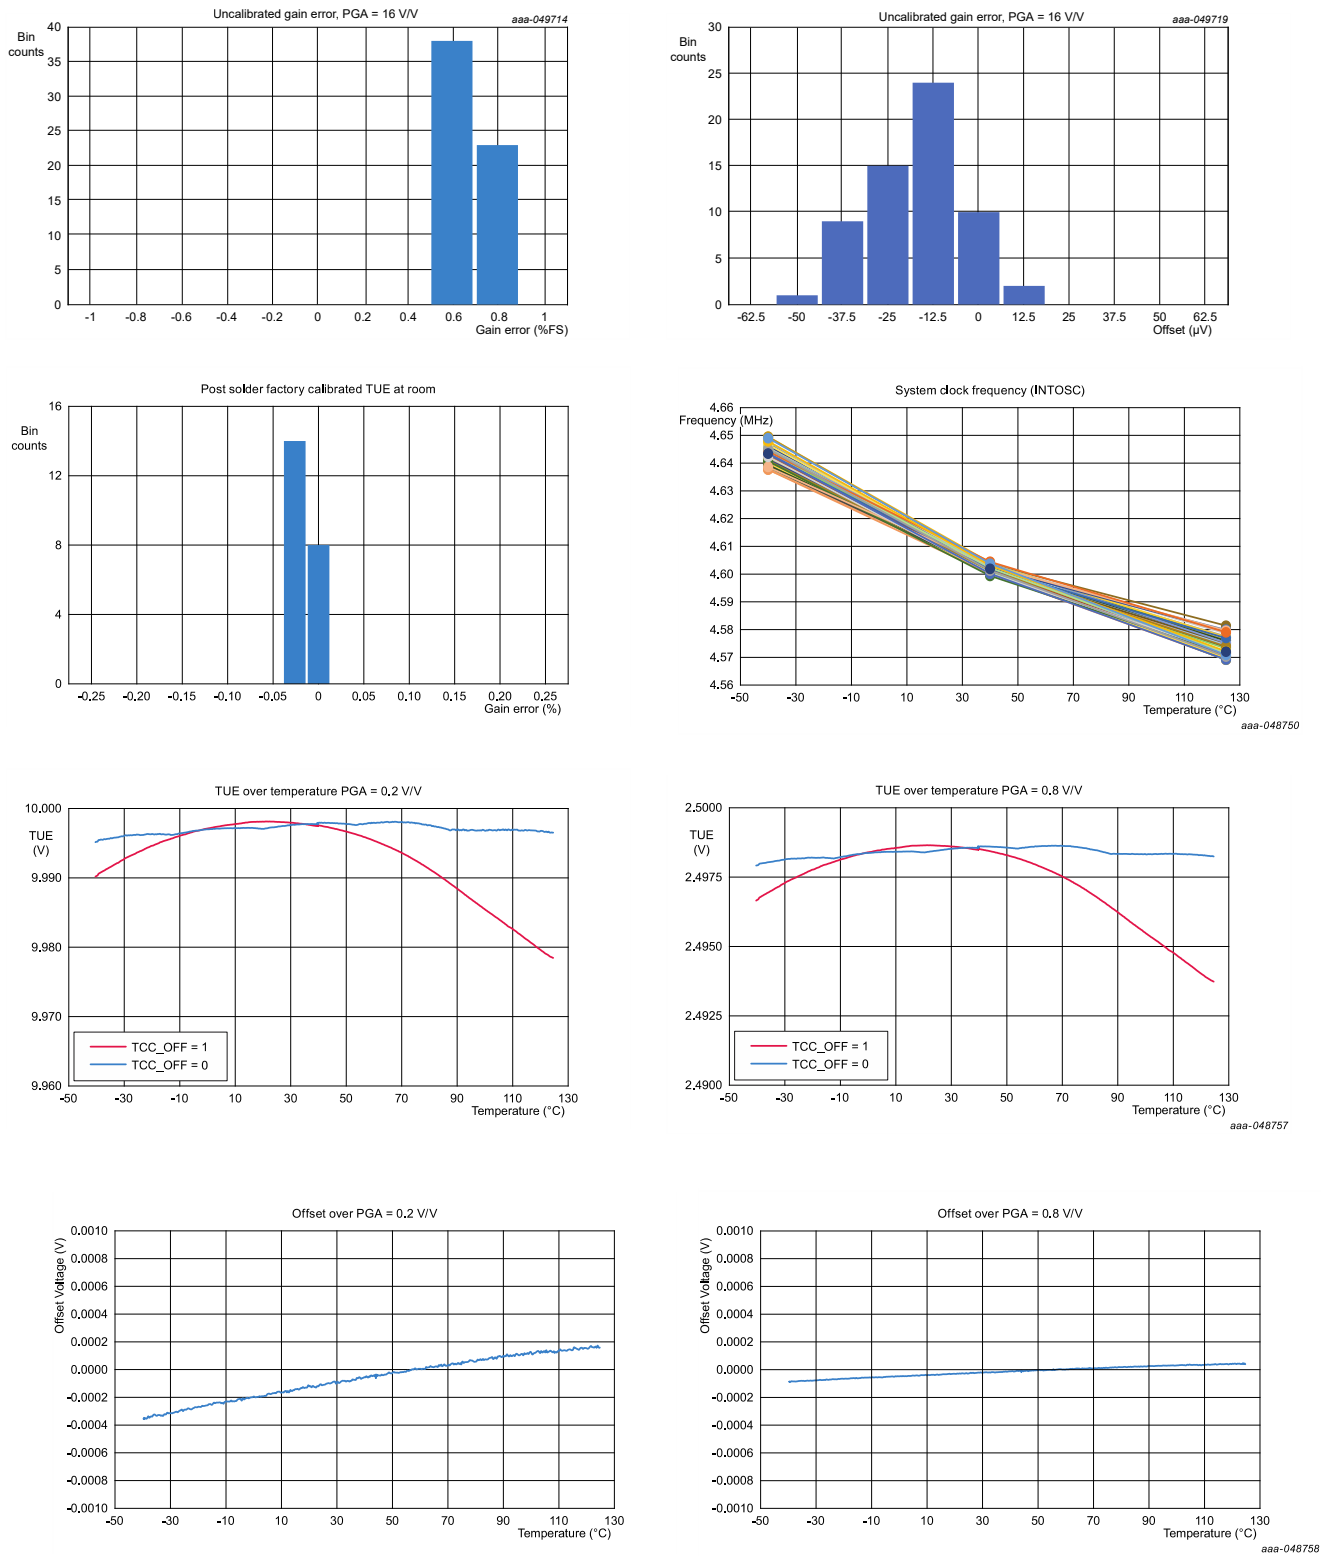 Uncalibrated gain error, PGA = 16 V/V
aaa-049714
Bin
counts
40
35
30
25
20
15
10
5
0
-1 -0.8 -0.6 -0.4 -0.2 0 0.2 0.4 0.6 0.8 1
Gain error (%FS)
Uncalibrated gain error, PGA = 16 V/V
aaa-049719
Bin
counts
30
25
20
15
10
5
0
-62.5 -50 -37.5 -25 -12.5 0 12.5 25 37.5 50 62.5
Offset (µV)
Post solder factory calibrated TUE at room
Bin
counts
16
12
8
4
0
-0.25 -0.20 -0.15 -0.10 -0.05 0 0.05 0.10 0.15 0.20 0.25
Gain error (%)
System clock frequency (INTOSC)
Frequency (MHz)
4.66
4.65
4.64
4.63
4.62
4.61
4.60
4.59
4.58
4.57
4.56
-50 -30 -10 10 30 50 70 90 110 130
Temperature (°C)
aaa-048750
TUE over temperature PGA = 0.2 V/V
TUE
(V)
10.000
9.990
9.980
9.970
9.960
TCC_OFF = 1
TCC_OFF = 0
-50 -30 -10 10 30 50 70 90 110 130
Temperature (°C)
TUE over temperature PGA = 0.8 V/V
TUE
(V)
2.5000
2.4975
2.4950
2.4925
2.4900
TCC_OFF = 1
TCC_OFF = 0
-50 -30 -10 10 30 50 70 90 110 130
Temperature (°C)
aaa-048757
Offset over PGA = 0.2 V/V
Offset Voltage (V)
0.0010
0.0008
0.0006
0.0004
0.0002
0.0000
-0.0002
-0.0004
-0.0006
-0.0008
-0.0010
-50 -30 -10 10 30 50 70 90 110 130
Temperature (°C)
Offset over PGA = 0.8 V/V
Offset Voltage (V)
0.0010
0.0008
0.0006
0.0004
0.0002
0.0000
-0.0002
-0.0004
-0.0006
-0.0008
-0.0010
-50 -30 -10 10 30 50 70 90 110 130
Temperature (°C)
aaa-048758